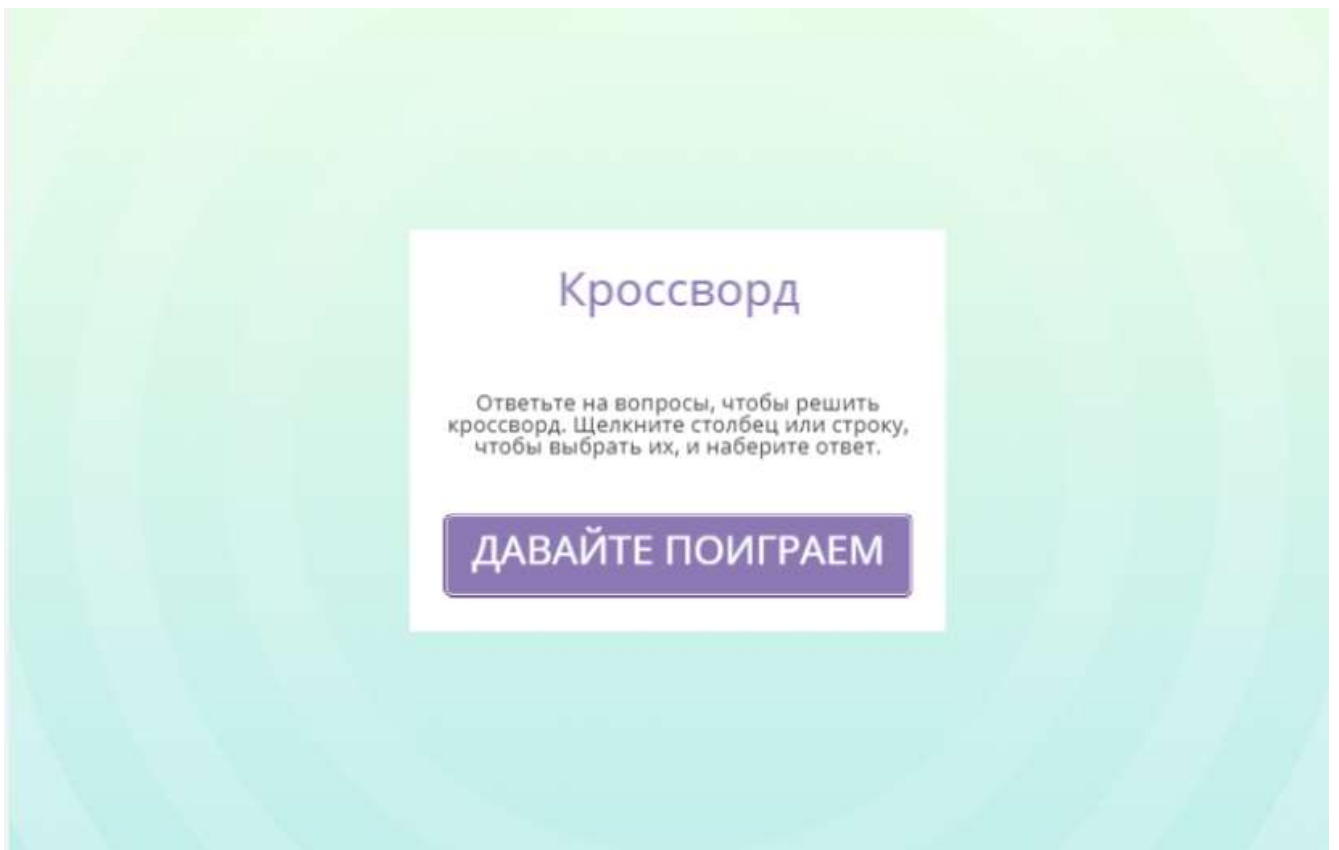 Кроссворд
Ответьте на вопросы, чтобы решить
кроссворд. Щелкните столбец или строку,
чтобы выбрать их, и наберите ответ.
ДАВАЙТЕ ПОИГРАЕМ